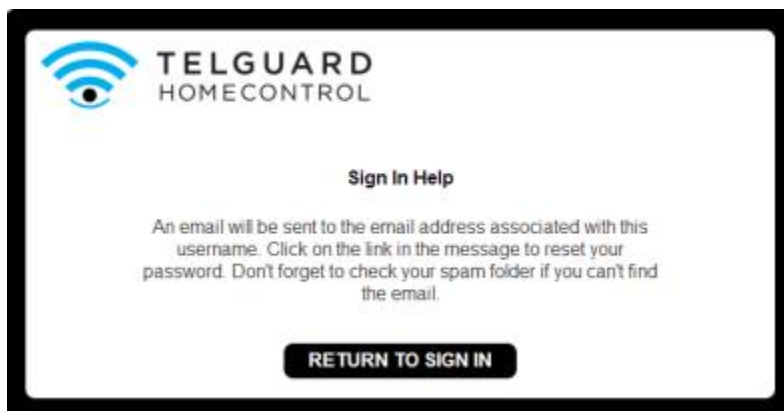 TELGUARD
HOMECONTROL
Sign In Help
An email will be sent to the email address associated with this
username. Click on the link in the message to reset your
password. Don't forget to check your spam folder if you can't find
the email.
RETURN TO SIGN IN